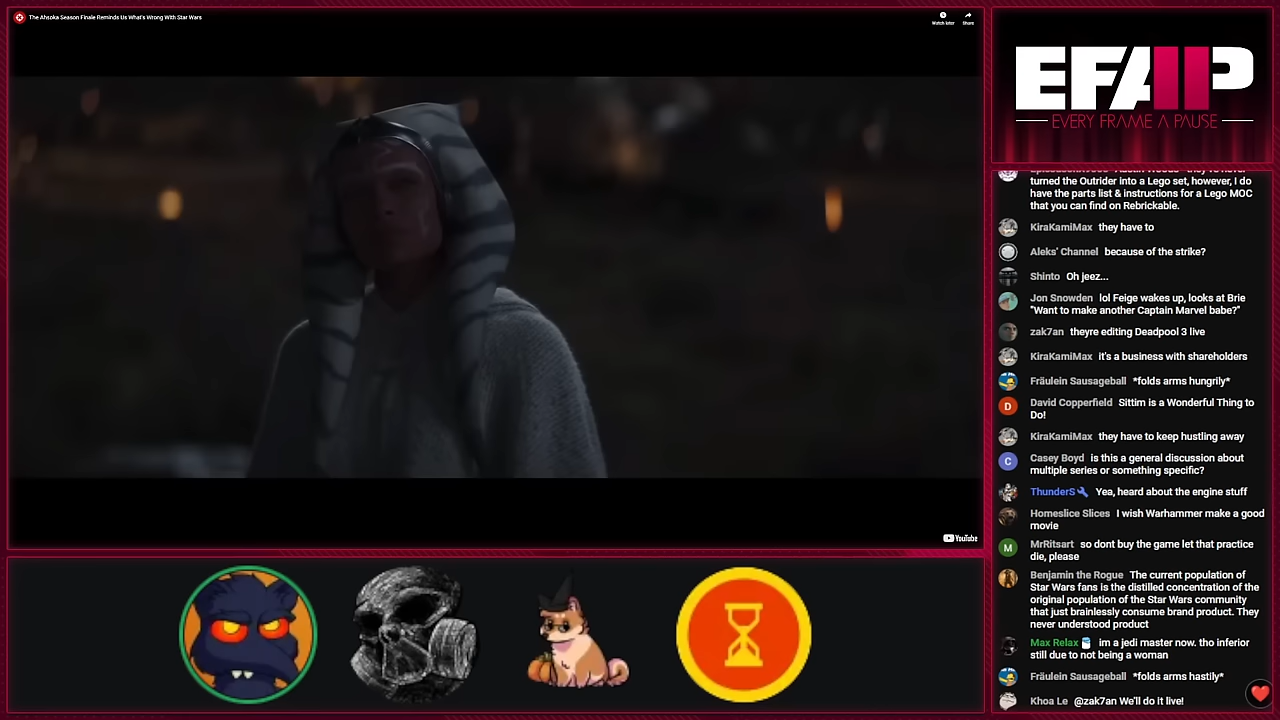 The Ahsoka Season Finale Reminds Us What's Wrong With Star Wars
Watch later
Share
YouTube
EFAP
EVERY FRAME A PAUSE
turned the Outrider into a Lego set, however, I do
have the parts list & instructions for a Lego MOC
that you can find on Rebrickable.
KiraKamiMax they have to
Aleks' Channel because of the strike?
Shinto Oh jeez...
Jon Snowden lol Feige wakes up, looks at Brie
"Want to make another Captain Marvel babe?"
zak7an theyre editing Deadpool 3 live
KiraKamiMax it's a business with shareholders
Fräulein Sausageball *folds arms hungrily*
D
David Copperfield Sittim is a Wonderful Thing to
Do!
KiraKamiMax they have to keep hustling away
C
Casey Boyd is this a general discussion about
multiple series or something specific?
ThunderS Yea, heard about the engine stuff
Homeslice Slices I wish Warhammer make a good
movie
M
MrRitsart so dont buy the game let that practice
die, please
Benjamin the Rogue The current population of
Star Wars fans is the distilled concentration of the
original population of the Star Wars community
that just brainlessly consume brand product. They
never understood product
Max Relax im a jedi master now. tho inferior
still due to not being a woman
Fräulein Sausageball *folds arms hastily*
Khoa Le @zak7an We'll do it live!